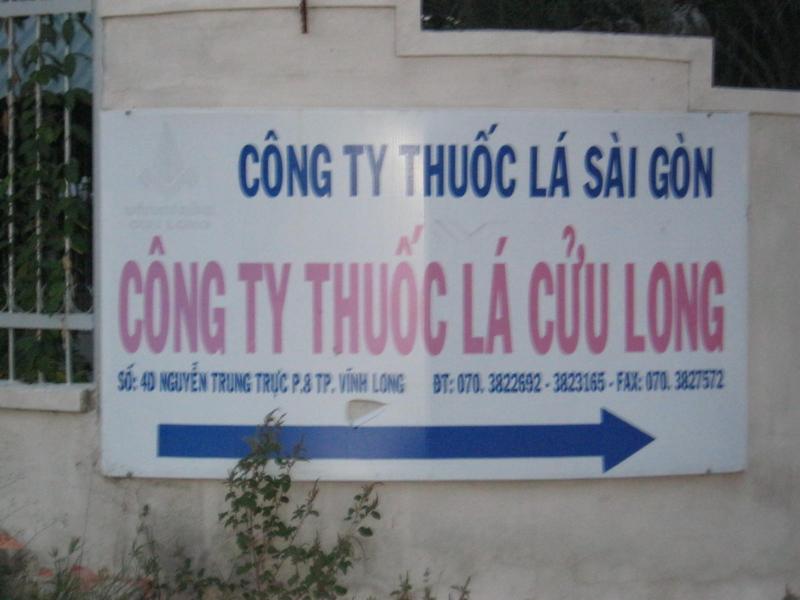 CÔNG TY THUỐC LÁ SÀI GÒN
CÔNG TY THUỐC LÁ CỬU LONG
SỐ: 4D NGUYỄN TRUNG TRỰC P.8 TP. VĨNH LONG ĐT: 070. 3822692 - 3823165 - FAX: 070. 3827572